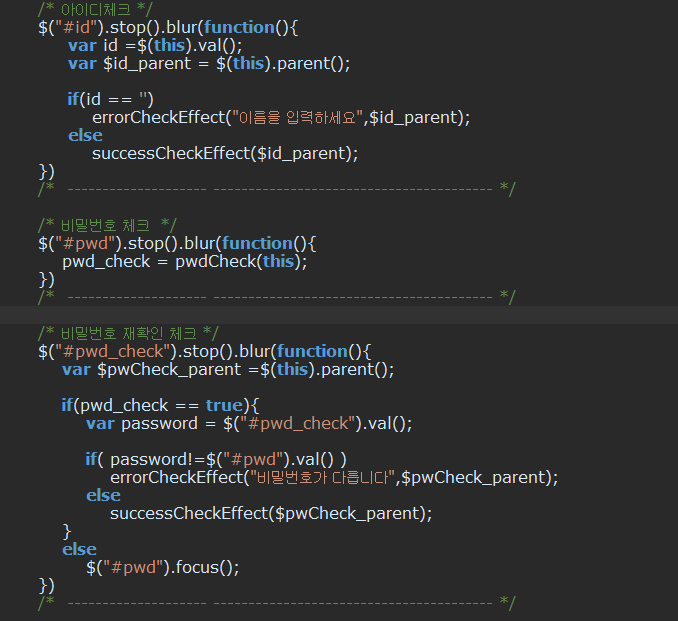 /* 아이디체크 */
$("#id").stop().blur(function(){
var id =$(this).val();
var $id_parent = $(this).parent();
if(id == '')
errorCheckEffect("이름을 입력하세요",$id_parent);
else
successCheckEffect($id_parent);
})
/* -------------------- ---------------------------------------- */
/* 비밀번호 체크 */
$("#pwd").stop().blur(function(){
pwd_check = pwdCheck(this);
})
/* -------------------- ---------------------------------------- */
/* 비밀번호 재확인 체크 */
$("#pwd_check").stop().blur(function(){
var $pwCheck_parent =$(this).parent();
if(pwd_check == true){
var password = $("#pwd_check").val();
if( password!=$("#pwd").val() )
errorCheckEffect("비밀번호가 다릅니다",$pwCheck_parent);
else
successCheckEffect($pwCheck_parent);
}
else
$("#pwd").focus();
})
/* -------------------- ---------------------------------------- */